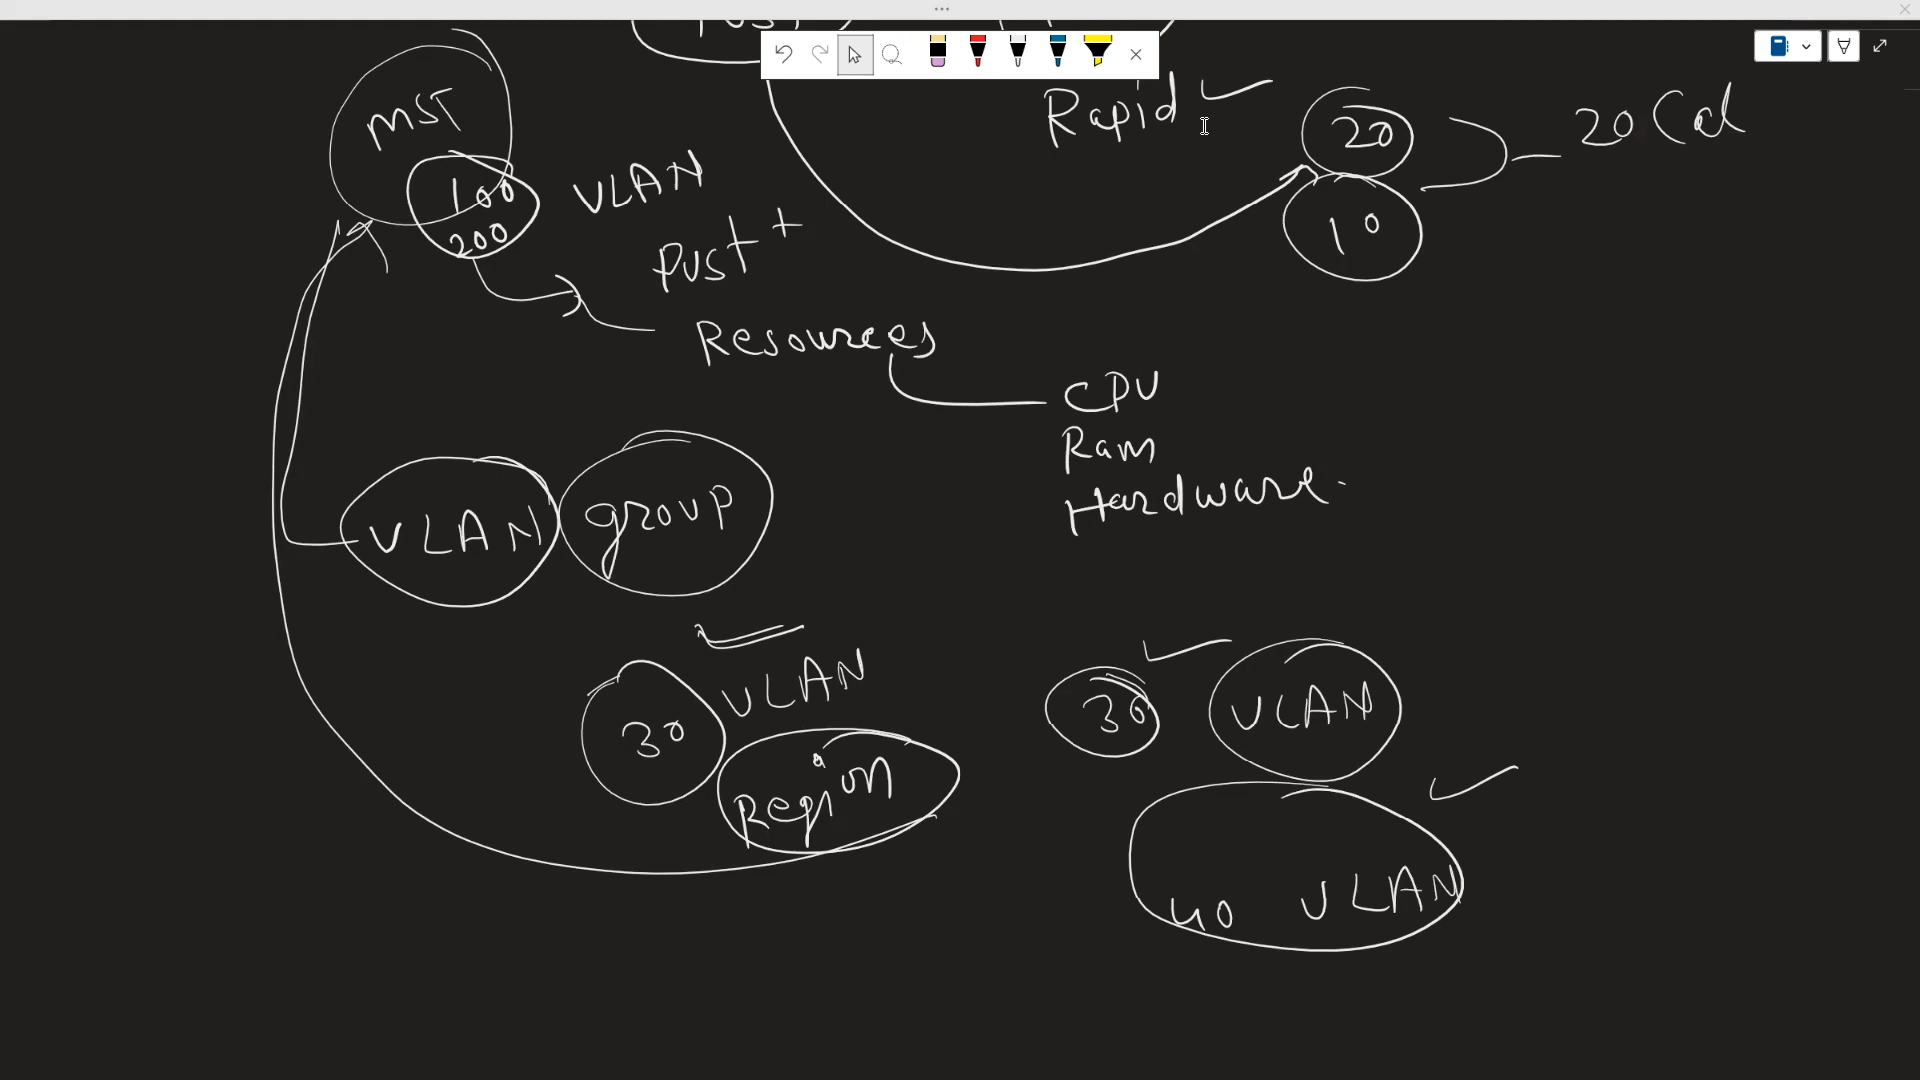 MST
100
200
VLAN
PVST +
Resources
CPU
Ram
Hardware
Rapid
20
10
20 Cal
VLAN group
30 VLAN
Region
30 VLAN
40 VLAN